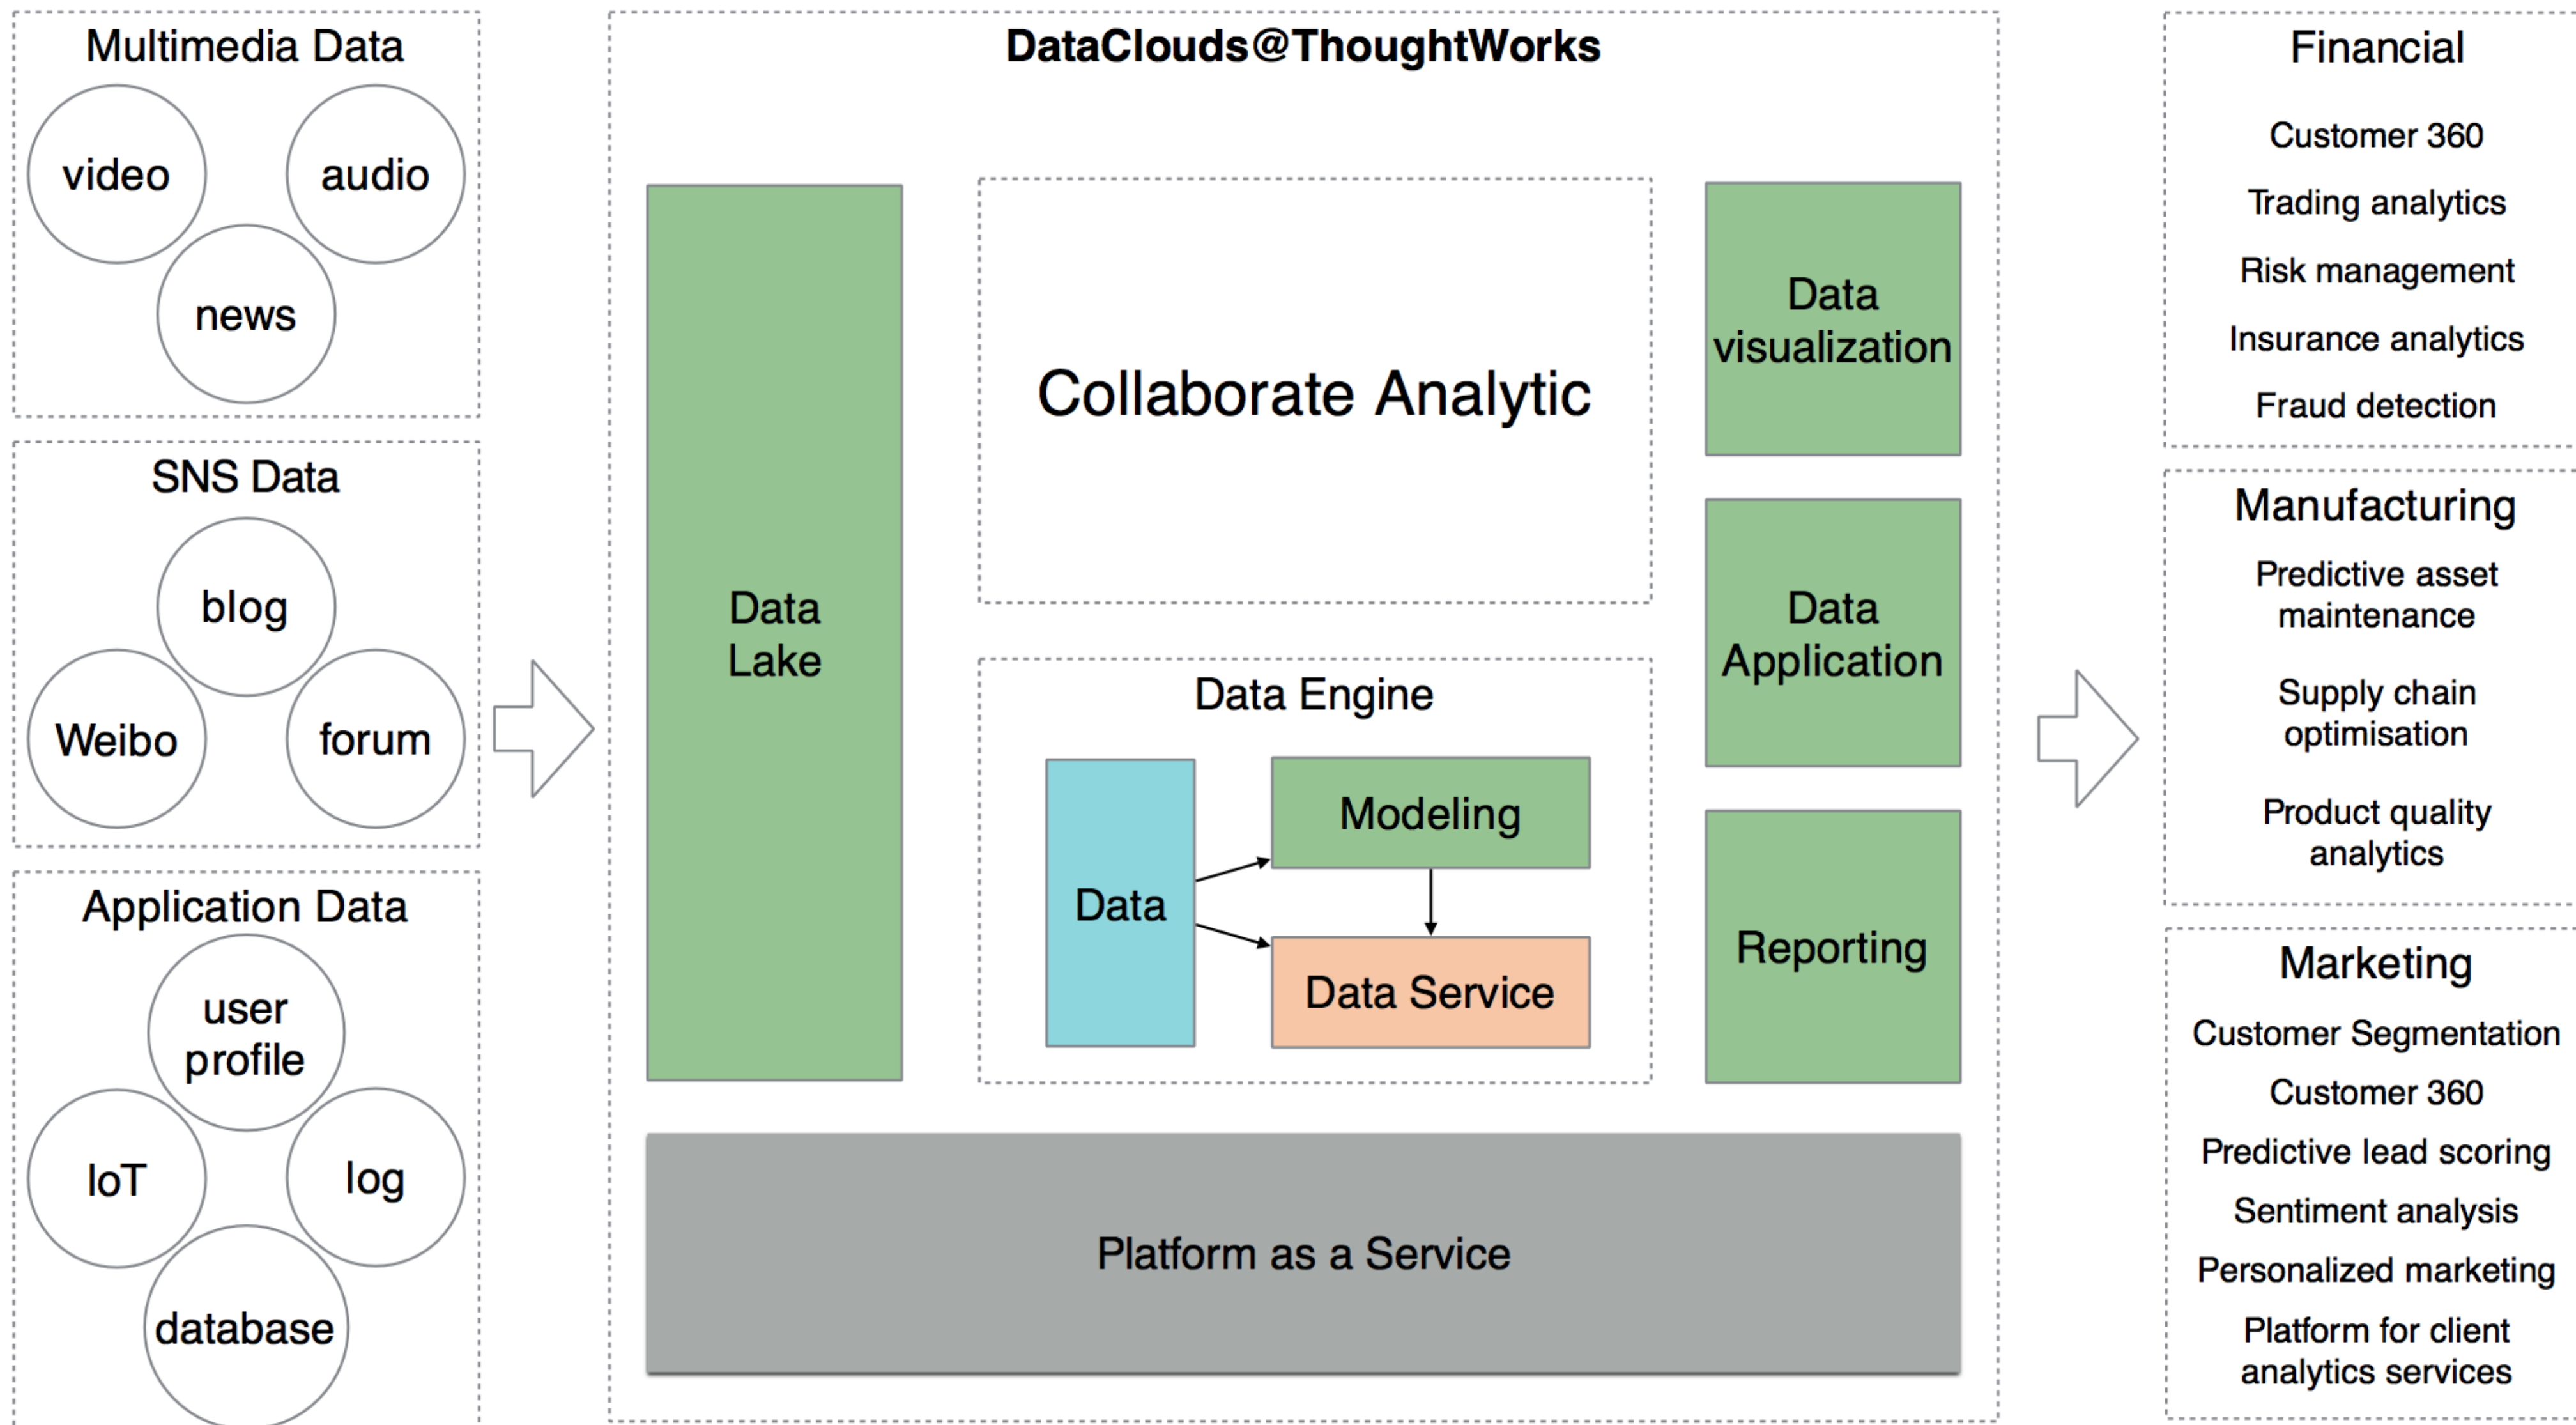 Multimedia Data
video
audio
news
SNS Data
blog
Weibo
forum
Application Data
user
profile
IoT
log
database
DataClouds@ThoughtWorks
Data
Lake
Collaborate Analytic
Data Engine
Data
Modeling
Data Service
Data
visualization
Data
Application
Reporting
Platform as a Service
Financial
Customer 360
Trading analytics
Risk management
Insurance analytics
Fraud detection
Manufacturing
Predictive asset
maintenance
Supply chain
optimisation
Product quality
analytics
Marketing
Customer Segmentation
Customer 360
Predictive lead scoring
Sentiment analysis
Personalized marketing
Platform for client
analytics services